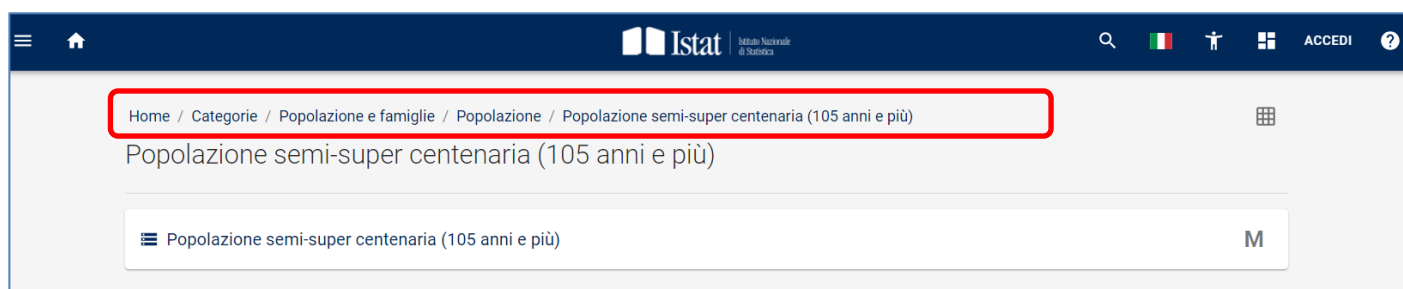 Istat Istituto Nazionale
di Statistica
ACCEDI
Home / Categorie / Popolazione e famiglie / Popolazione / Popolazione semi-super centenaria (105 anni e più)
Popolazione semi-super centenaria (105 anni e più)
Popolazione semi-super centenaria (105 anni e più) M